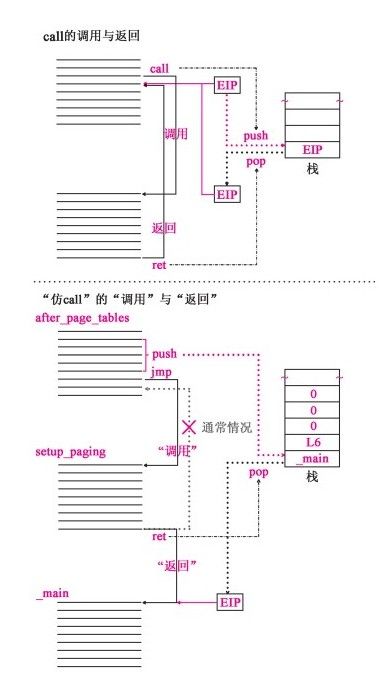 call的调用与返回
call
EIP
调用
push
EIP
pop
栈
EIP
返回
ret
“仿call”的“调用”与“返回”
after_page_tables
push
jmp
0
通常情况
0
0
“调用”
L6
setup_paging
_main
pop
栈
ret
“返回”
_main
EIP